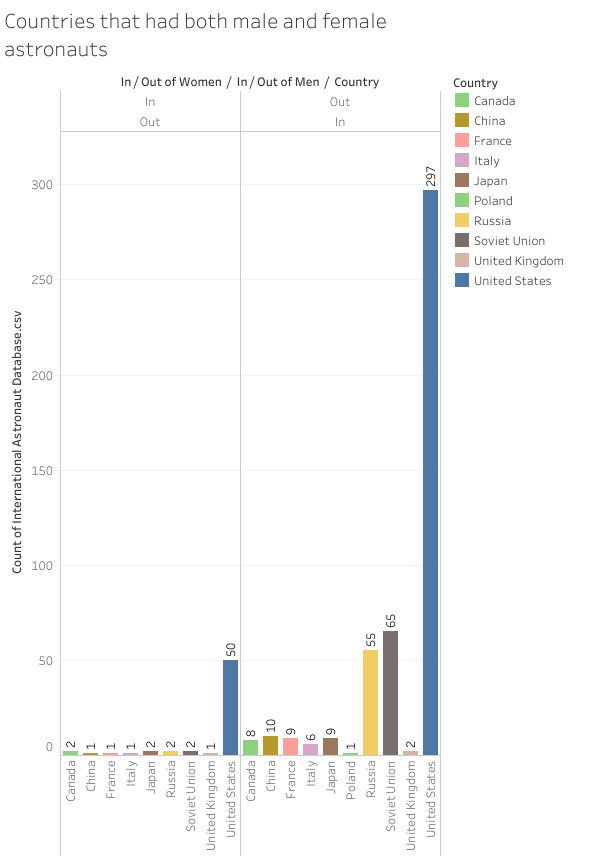 Countries that had both male and female
astronauts
In / Out of Women / In / Out of Men / Country
In
Out
Out
In
Count of International Astronaut Database.csv
300
250
200
150
100
50
0
2
1
1
1
2
2
2
1
50
8
10
9
6
9
1
55
65
2
297
Canada
China
France
Italy
Japan
Russia
Soviet Union
United Kingdom
United States
Canada
China
France
Italy
Japan
Poland
Russia
Soviet Union
United Kingdom
United States
Country
Canada
China
France
Italy
Japan
Poland
Russia
Soviet Union
United Kingdom
United States